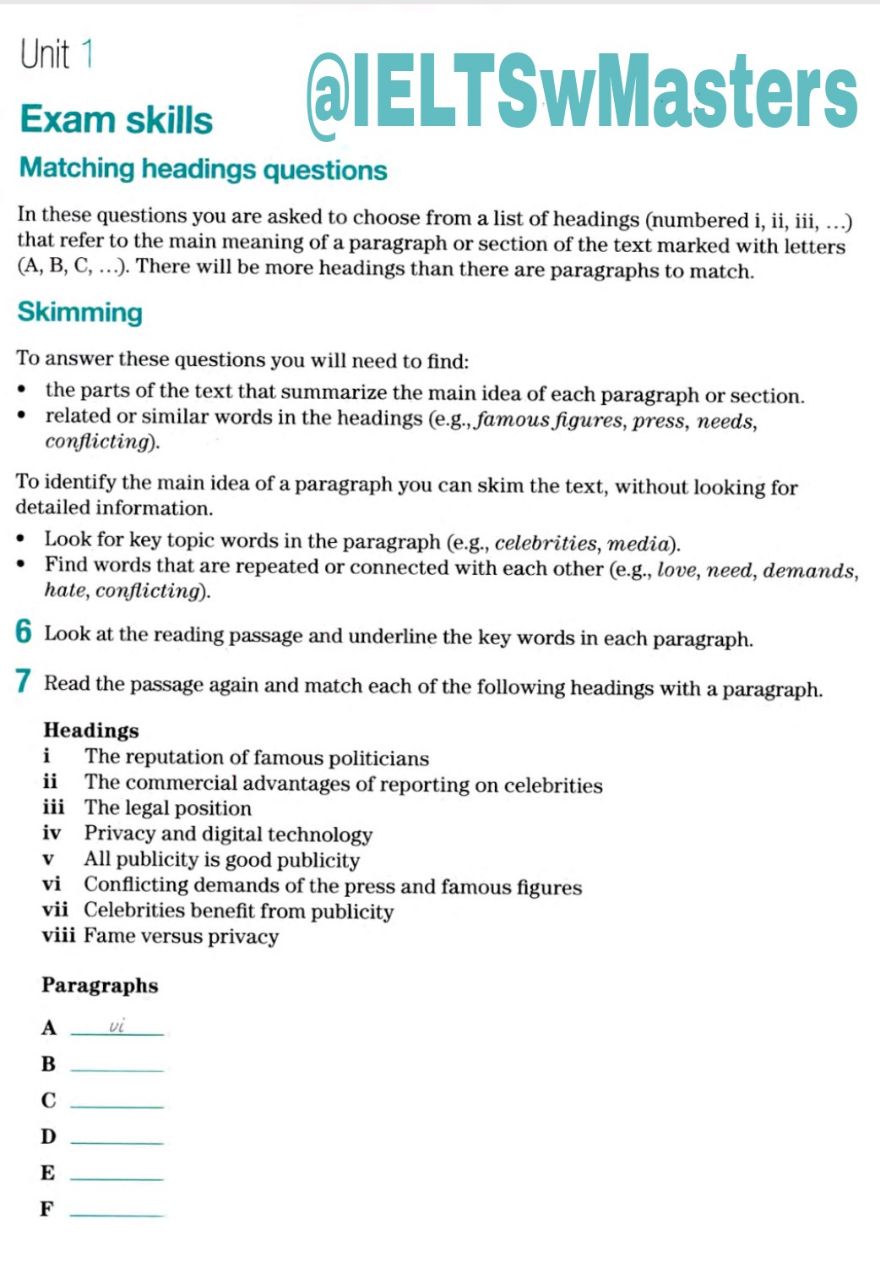 Unit 1
@IELTSwMasters
Exam skills
Matching headings questions
In these questions you are asked to choose from a list of headings (numbered i, ii, iii, …)
that refer to the main meaning of a paragraph or section of the text marked with letters
(A, B, C, …). There will be more headings than there are paragraphs to match.
Skimming
To answer these questions you will need to find:
• the parts of the text that summarize the main idea of each paragraph or section.
• related or similar words in the headings (e.g., famous figures, press, needs,
conflicting).
To identify the main idea of a paragraph you can skim the text, without looking for
detailed information.
• Look for key topic words in the paragraph (e.g., celebrities, media).
• Find words that are repeated or connected with each other (e.g., love, need, demands,
hate, conflicting).
6 Look at the reading passage and underline the key words in each paragraph.
7 Read the passage again and match each of the following headings with a paragraph.
Headings
i The reputation of famous politicians
ii The commercial advantages of reporting on celebrities
iii The legal position
iv Privacy and digital technology
v All publicity is good publicity
vi Conflicting demands of the press and famous figures
vii Celebrities benefit from publicity
viii Fame versus privacy
Paragraphs
A vi
B
C
D
E
F